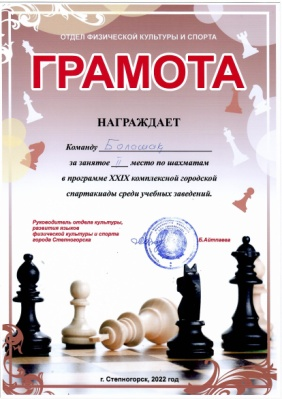 ОТДЕЛ ФИЗИЧЕСКОЙ КУЛЬТУРЫ И СПОРТА
ГРАМОТА
НАГРАЖДАЕТ
Команду Болашак
за занятое II место по шахматам
в программе XXIX комплексной городской
спартакиады среди учебных заведений.
Руководитель отдела культуры,
развития языков
физической культуры и спорта
города Степногорска
Б.Айтпаева
г. Степногорск, 2022 год